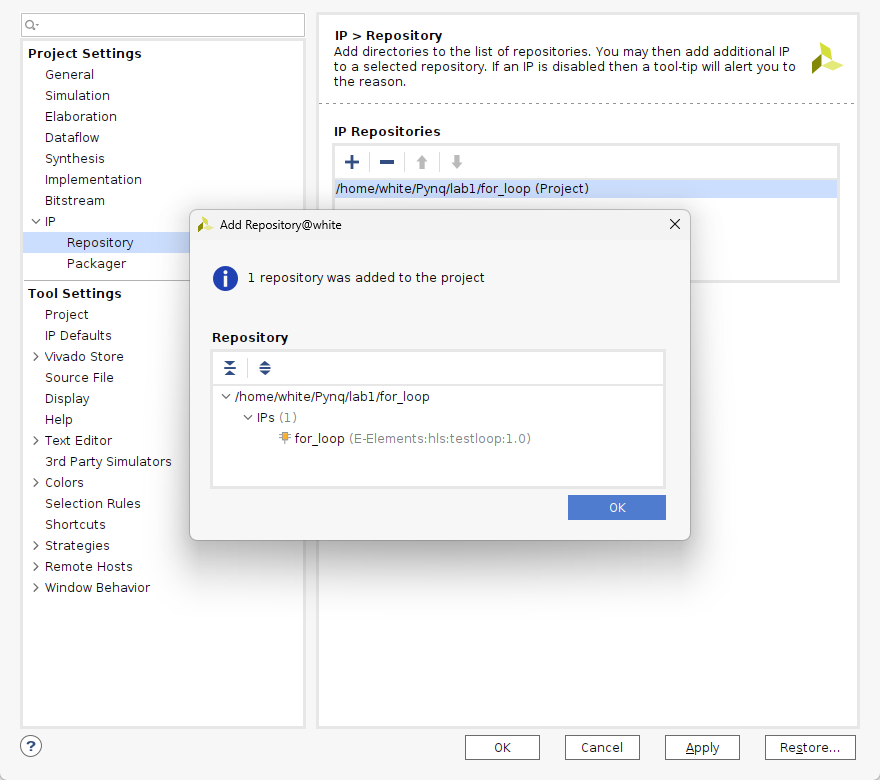 Project Settings
General
Simulation
Elaboration
Dataflow
Synthesis
Implementation
Bitstream
IP
Repository
Packager
Tool Settings
Project
IP Defaults
Vivado Store
Source File
Display
Help
Text Editor
3rd Party Simulators
Colors
Selection Rules
Shortcuts
Strategies
Remote Hosts
Window Behavior
IP > Repository
Add directories to the list of repositories. You may then add additional IP
to a selected repository. If an IP is disabled then a tool-tip will alert you to
the reason.
IP Repositories
/home/white/Pynq/lab1/for_loop (Project)
Add Repository@white
1 repository was added to the project
Repository
/home/white/Pynq/lab1/for_loop
IPs (1)
for_loop (E-Elements:hls:testloop:1.0)
OK
?
OK
Cancel
Apply
Restore...